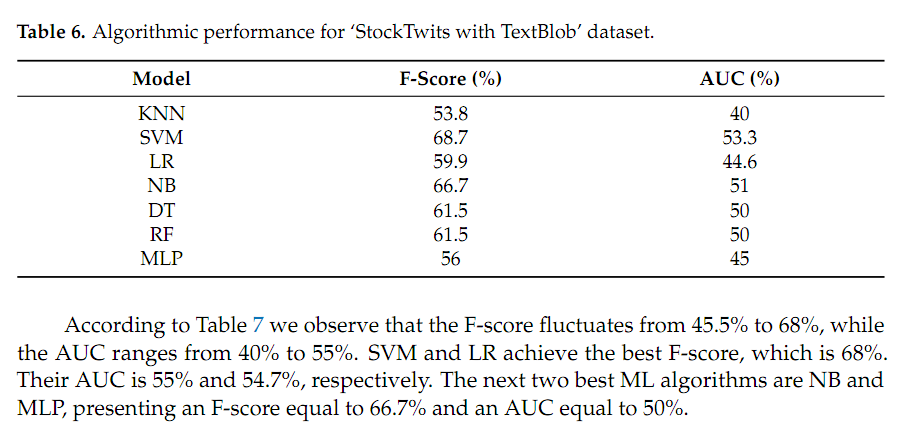 Table 6. Algorithmic performance for ‘StockTwits with TextBlob’ dataset.
Model F-Score (%) AUC (%)
KNN 53.8 40
SVM 68.7 53.3
LR 59.9 44.6
NB 66.7 51
DT 61.5 50
RF 61.5 50
MLP 56 45
According to Table 7 we observe that the F-score fluctuates from 45.5% to 68%, while
the AUC ranges from 40% to 55%. SVM and LR achieve the best F-score, which is 68%.
Their AUC is 55% and 54.7%, respectively. The next two best ML algorithms are NB and
MLP, presenting an F-score equal to 66.7% and an AUC equal to 50%.